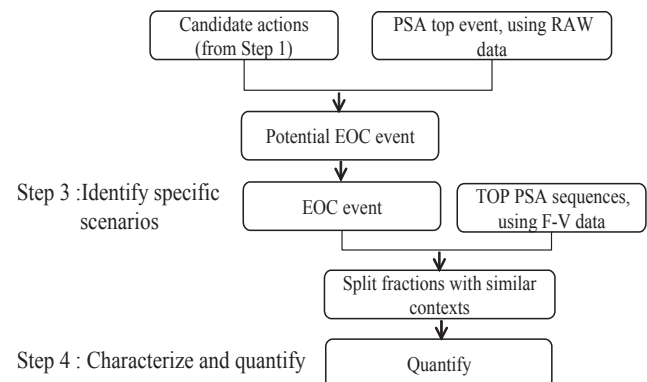 Candidate actions
(from Step 1)
PSA top event, using RAW
data
Potential EOC event
Step 3 :Identify specific
scenarios
EOC event
TOP PSA sequences,
using F-V data
Split fractions with similar
contexts
Step 4 : Characterize and quantify
Quantify